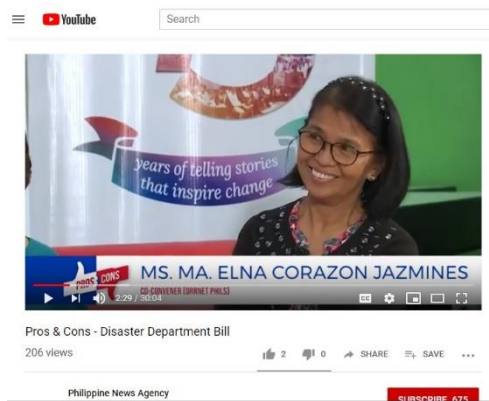 YouTube
Search
years of telling stories
that inspire change
PROS CONS
MS. MA. ELNA CORAZON JAZMINES
CO-CONVENER (DRRNET PHILS)
2:29 / 30:04
CC
Pros & Cons - Disaster Department Bill
206 views
2
0
SHARE
SAVE
Philippine News Agency
SUBSCRIBE 675